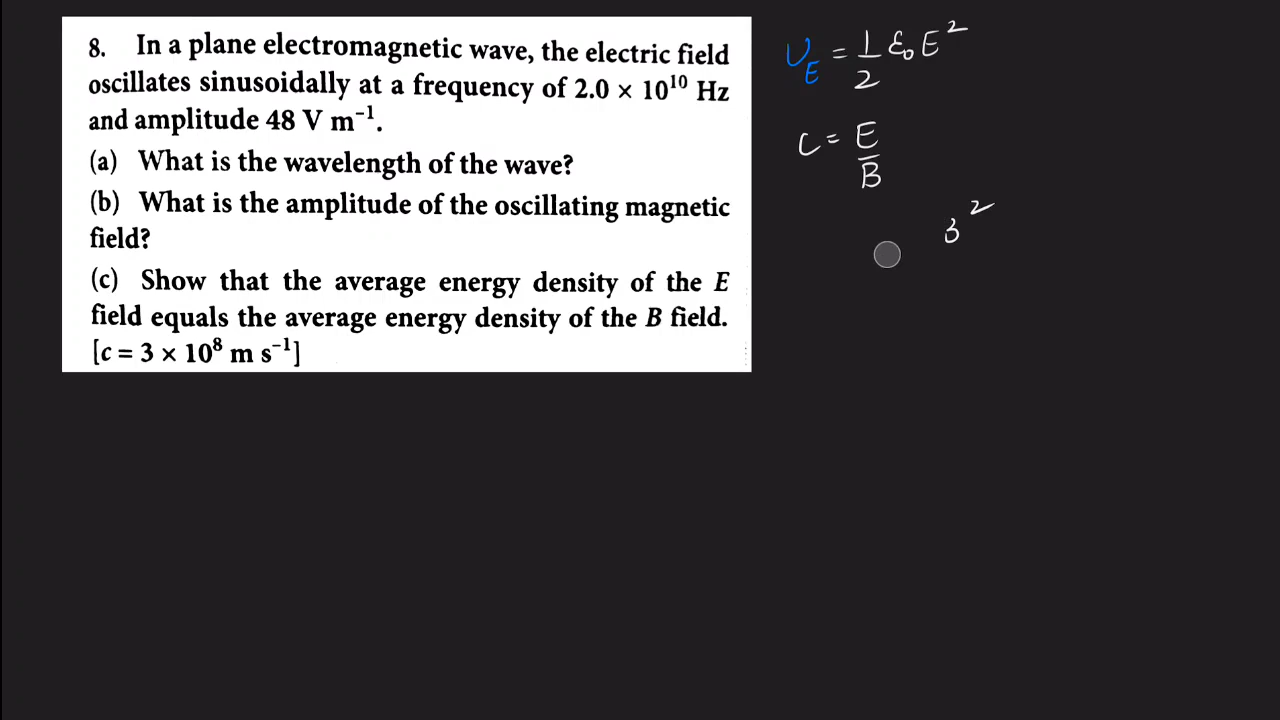 8. In a plane electromagnetic wave, the electric field
oscillates sinusoidally at a frequency of 2.0 × 10¹⁰ Hz
and amplitude 48 V m⁻¹.
(a) What is the wavelength of the wave?
(b) What is the amplitude of the oscillating magnetic
field?
(c) Show that the average energy density of the E
field equals the average energy density of the B field.
[c = 3 × 10⁸ m s⁻¹]
U_E = 1/2 ε₀ E²
C = E/B